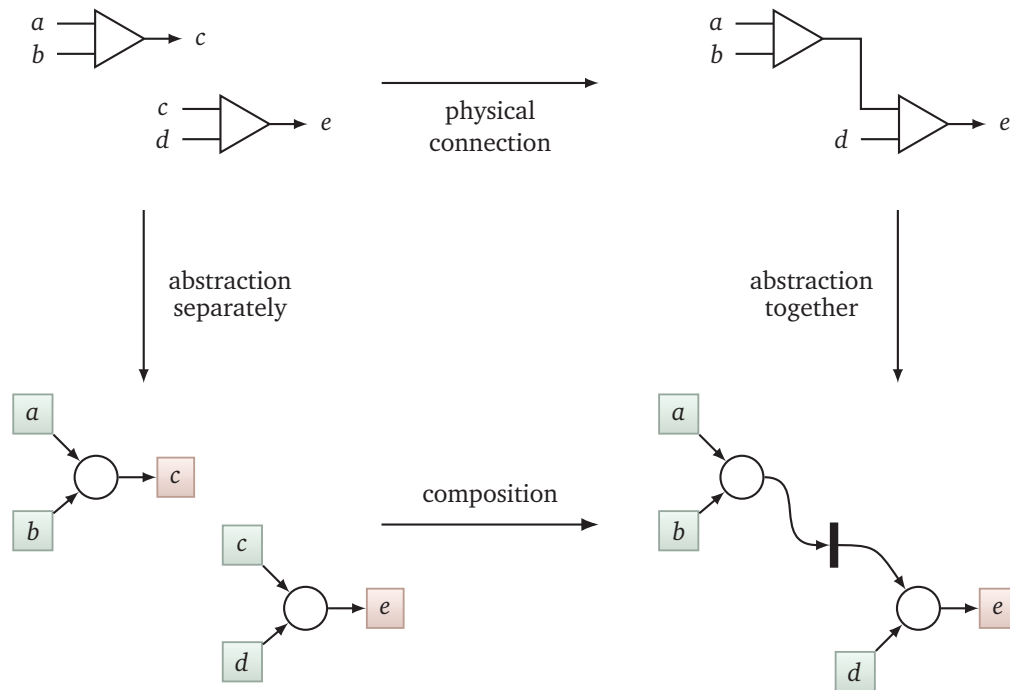 a
b
c
c
d
e
physical
connection
a
b
d
e
abstraction
separately
abstraction
together
a
b
c
c
d
e
composition
a
b
d
e